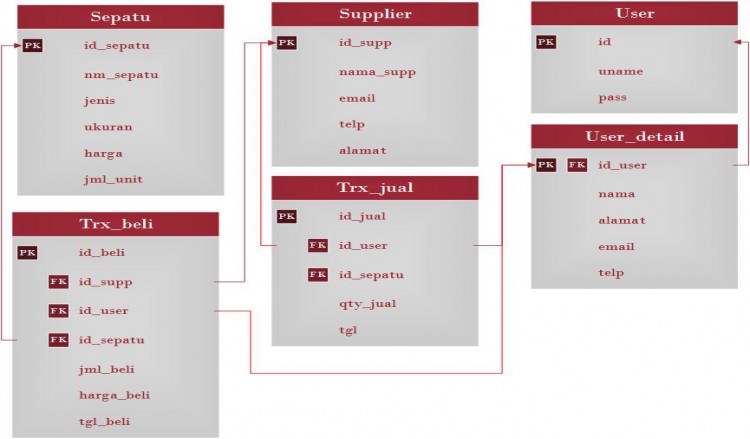 Sepatu
PK id_sepatu
nm_sepatu
jenis
ukuran
harga
jml_unit
Supplier
PK id_supp
nama_supp
email
telp
alamat
User
PK id
uname
pass
User_detail
PK FK id_user
nama
alamat
email
telp
Trx_beli
PK id_beli
FK id_supp
FK id_user
FK id_sepatu
jml_beli
harga_beli
tgl_beli
Trx_jual
PK id_jual
FK id_user
FK id_sepatu
qty_jual
tgl